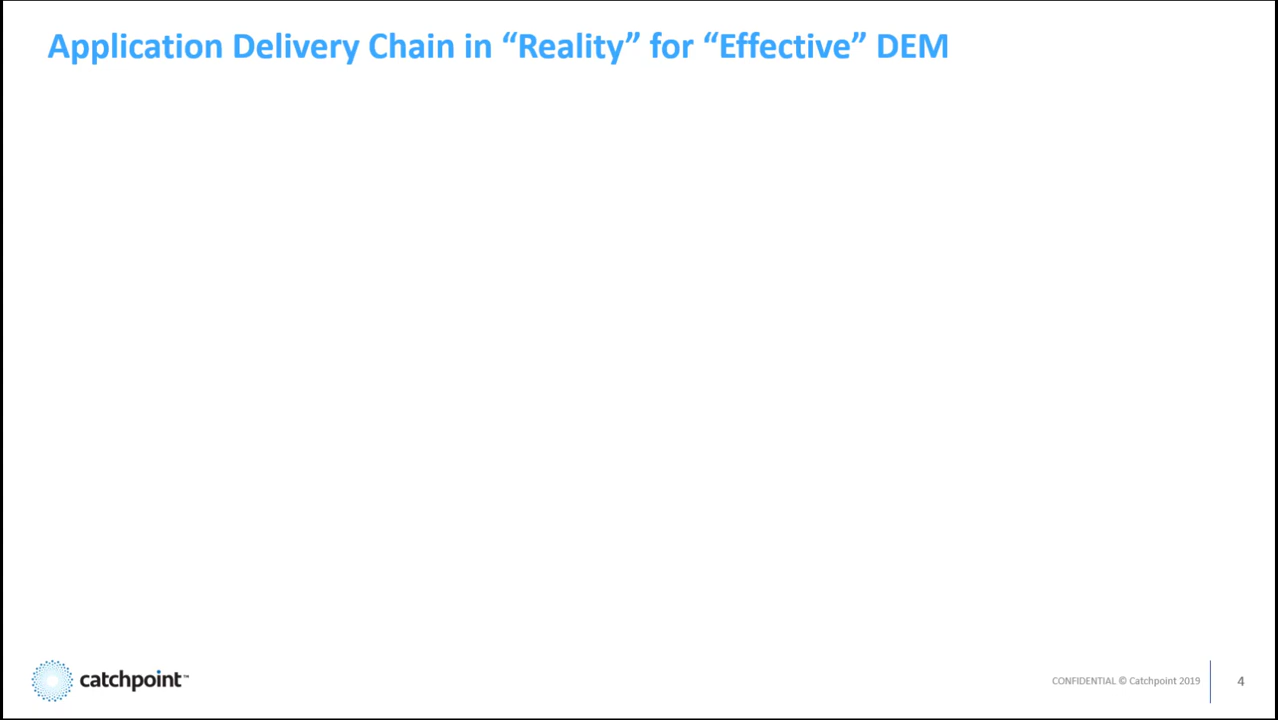 Application Delivery Chain in “Reality” for “Effective” DEM
catchpoint™
CONFIDENTIAL © Catchpoint 2019
4